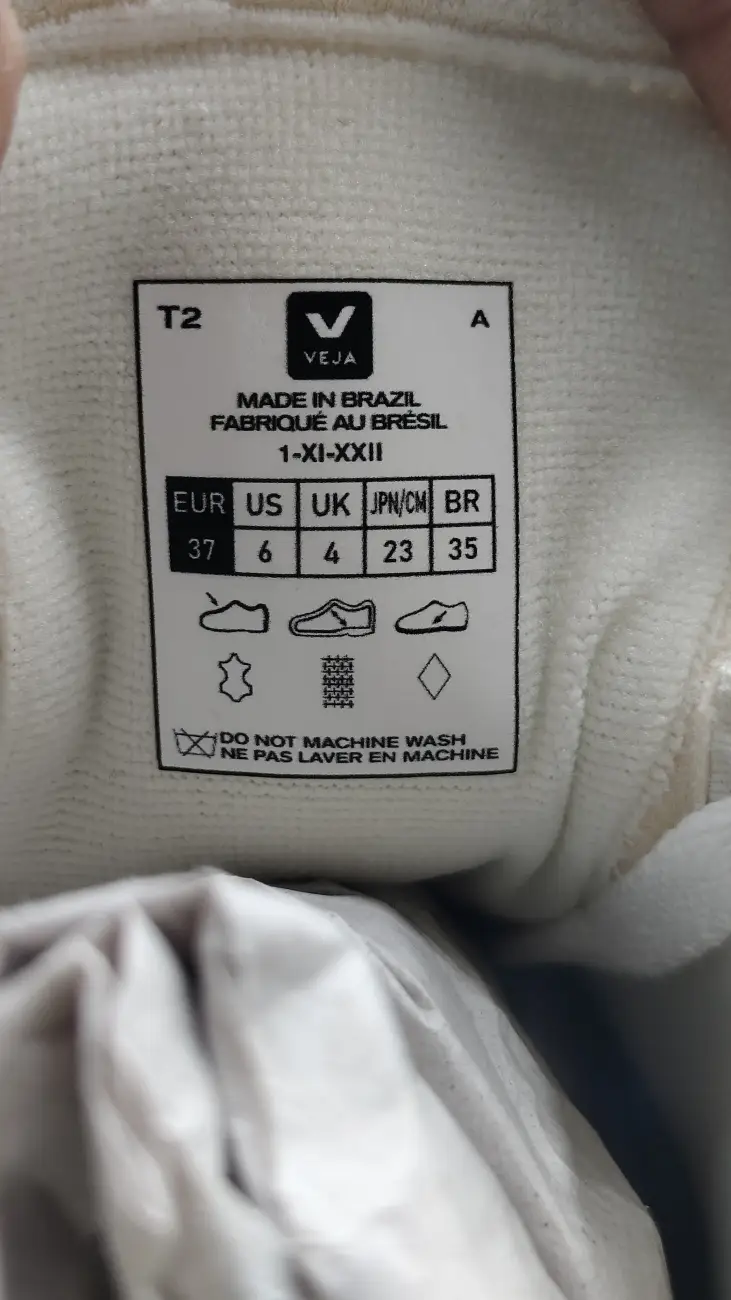 T2
A
V
VEJA
MADE IN BRAZIL
FABRIQUÉ AU BRÉSIL
1-XI-XXII
EUR US UK JPN/CM BR
37 6 4 23 35
DO NOT MACHINE WASH
NE PAS LAVER EN MACHINE